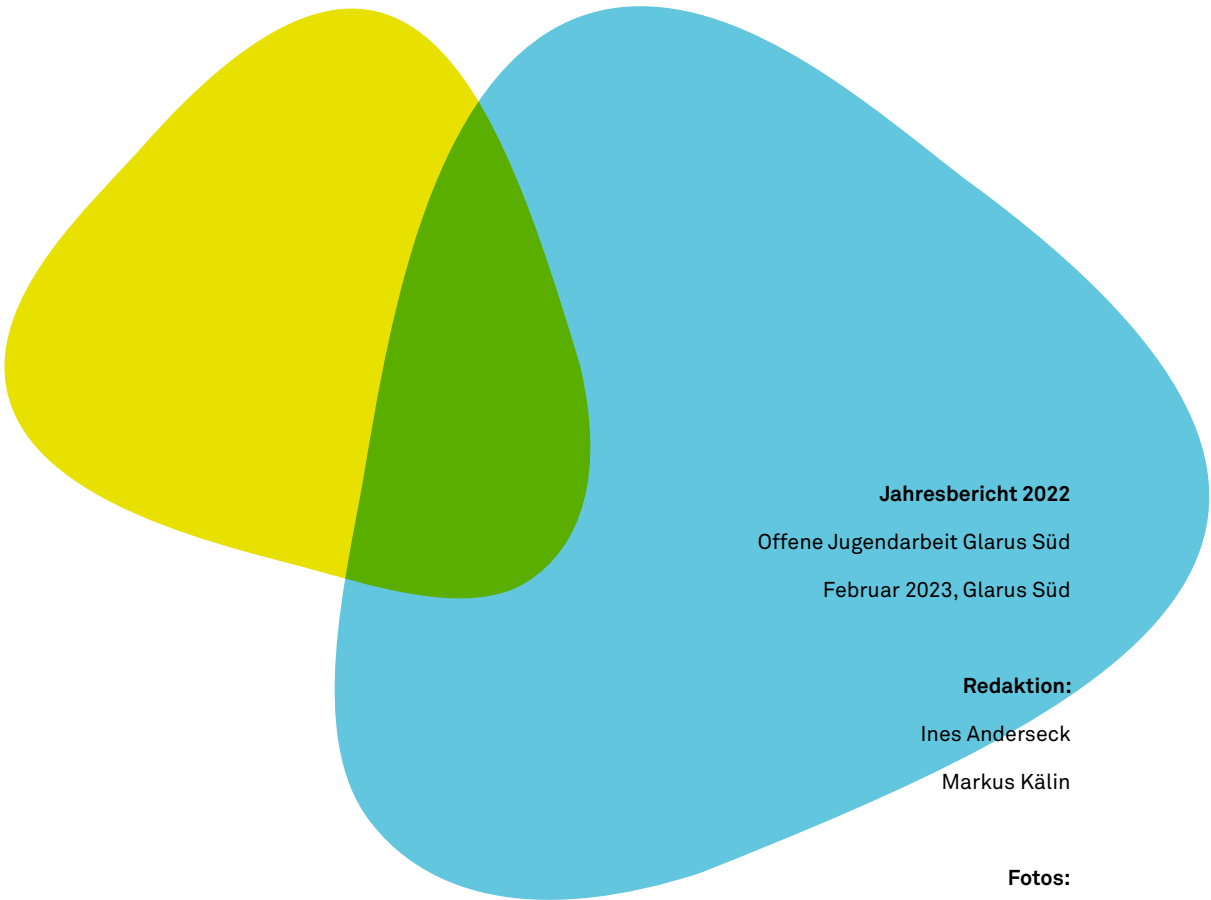 Jahresbericht 2022
Offene Jugendarbeit Glarus Süd
Februar 2023, Glarus Süd
Redaktion:
Ines Anderseck
Markus Kälin
Fotos: